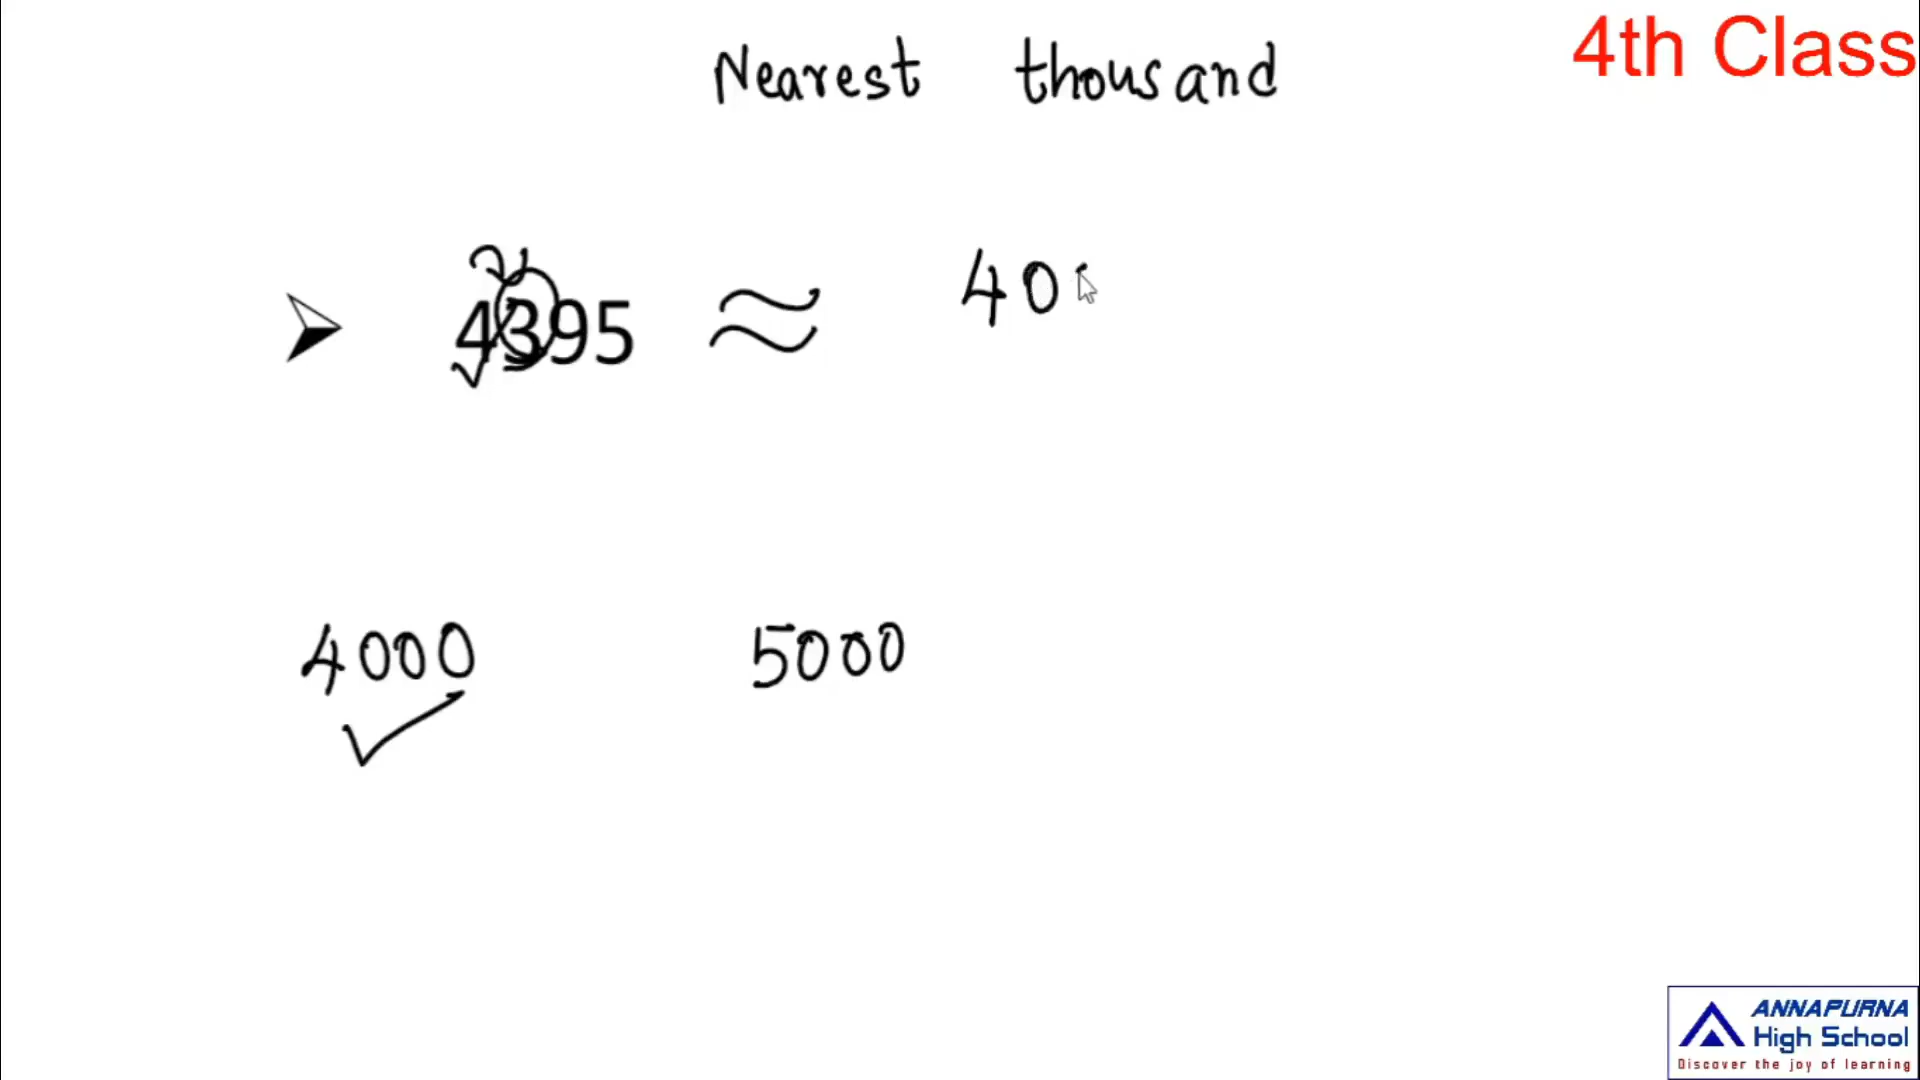 4th Class
Nearest thousand
4395 ≈ 40
4000 5000
ANNAPURNA
High School
Discover the joy of learning